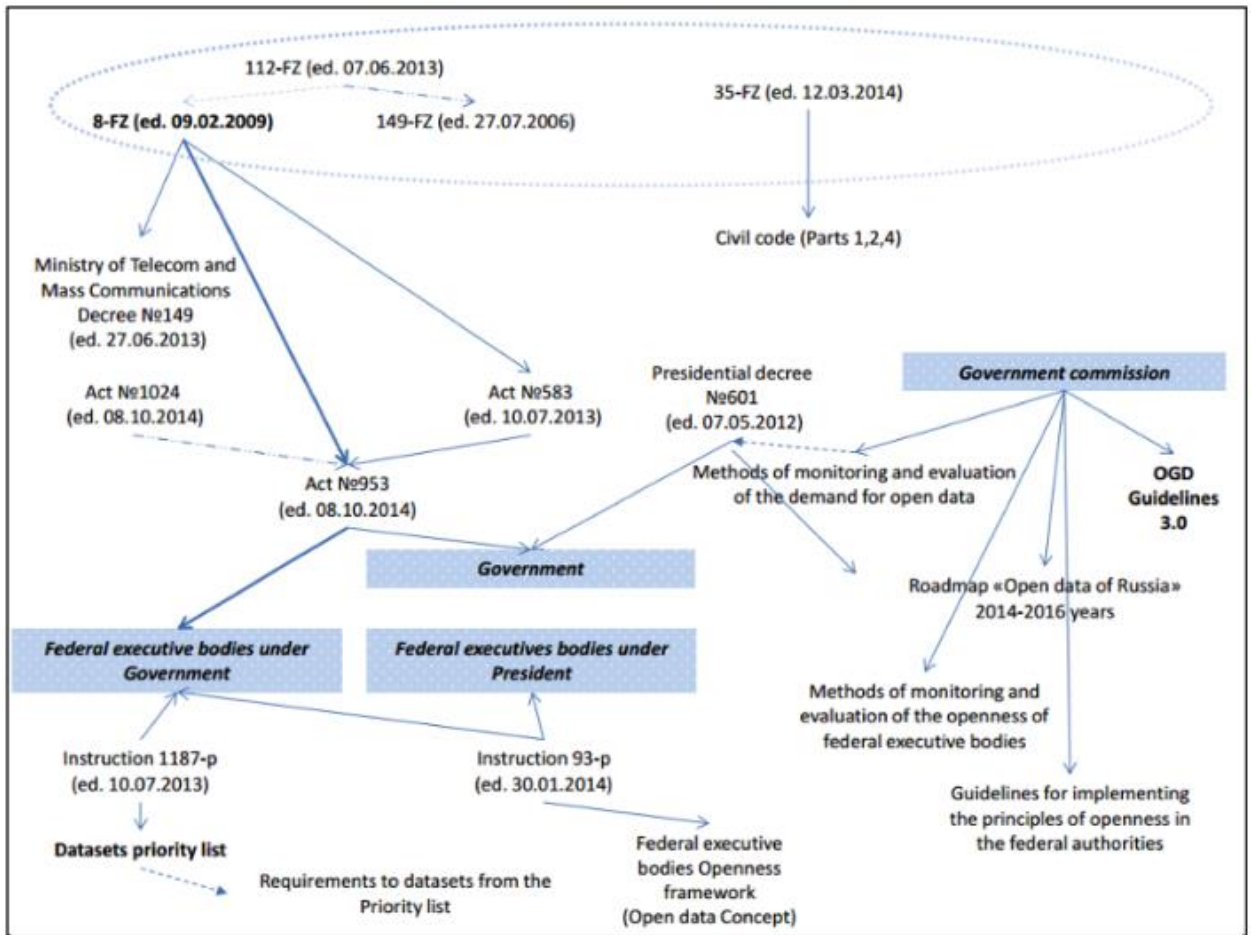 112-FZ (ed. 07.06.2013)
35-FZ (ed. 12.03.2014)
8-FZ (ed. 09.02.2009)
149-FZ (ed. 27.07.2006)
Civil code (Parts 1,2,4)
Ministry of Telecom and
Mass Communications
Decree №149
(ed. 27.06.2013)
Act №1024
(ed. 08.10.2014)
Act №583
(ed. 10.07.2013)
Presidential decree
№601
(ed. 07.05.2012)
Government commission
Methods of monitoring and evaluation
of the demand for open data
OGD
Guidelines
3.0
Act №953
(ed. 08.10.2014)
Government
Roadmap «Open data of Russia»
2014-2016 years
Federal executive bodies under
Government
Federal executives bodies under
President
Methods of monitoring and
evaluation of the openness of
federal executive bodies
Instruction 1187-p
(ed. 10.07.2013)
Instruction 93-p
(ed. 30.01.2014)
Guidelines for implementing
the principles of openness in
the federal authorities
Datasets priority list
Requirements to datasets from the
Priority list
Federal executive
bodies Openness
framework
(Open data Concept)